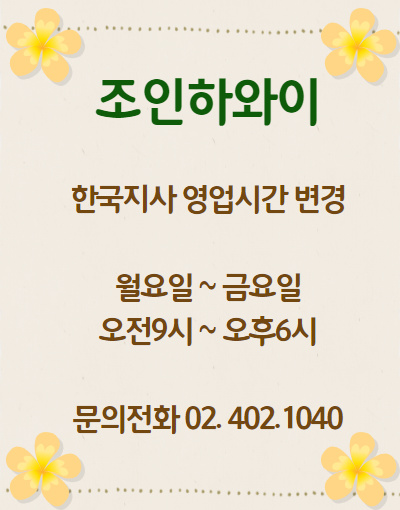 조인하와이
한국지사 영업시간 변경
월요일 ~ 금요일
오전9시 ~ 오후6시
문의전화 02. 402.1040